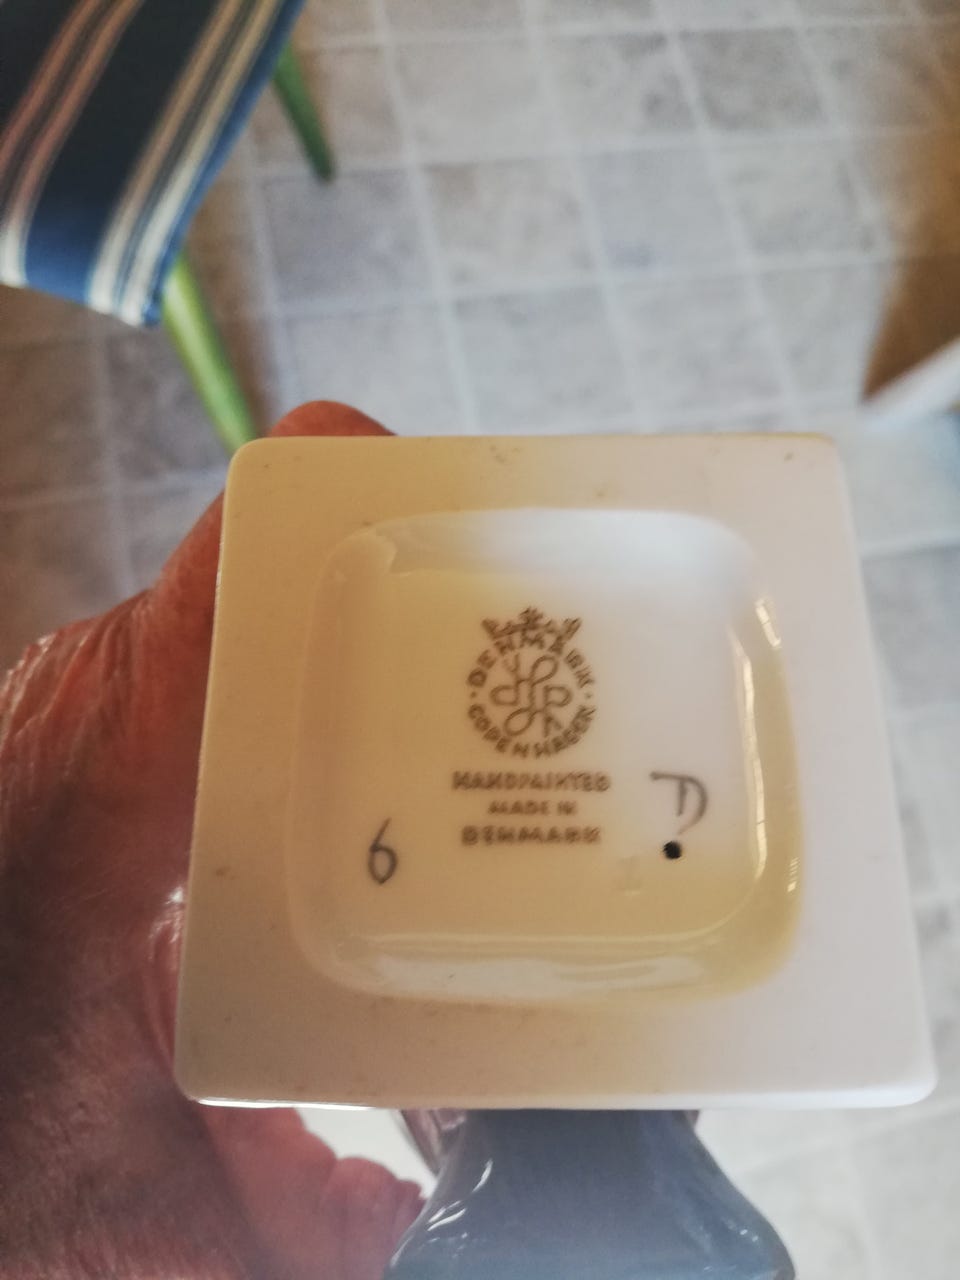 DENMARK
COPENHAGEN
HANDPAINTED
MADE IN
DENMARK
D
6